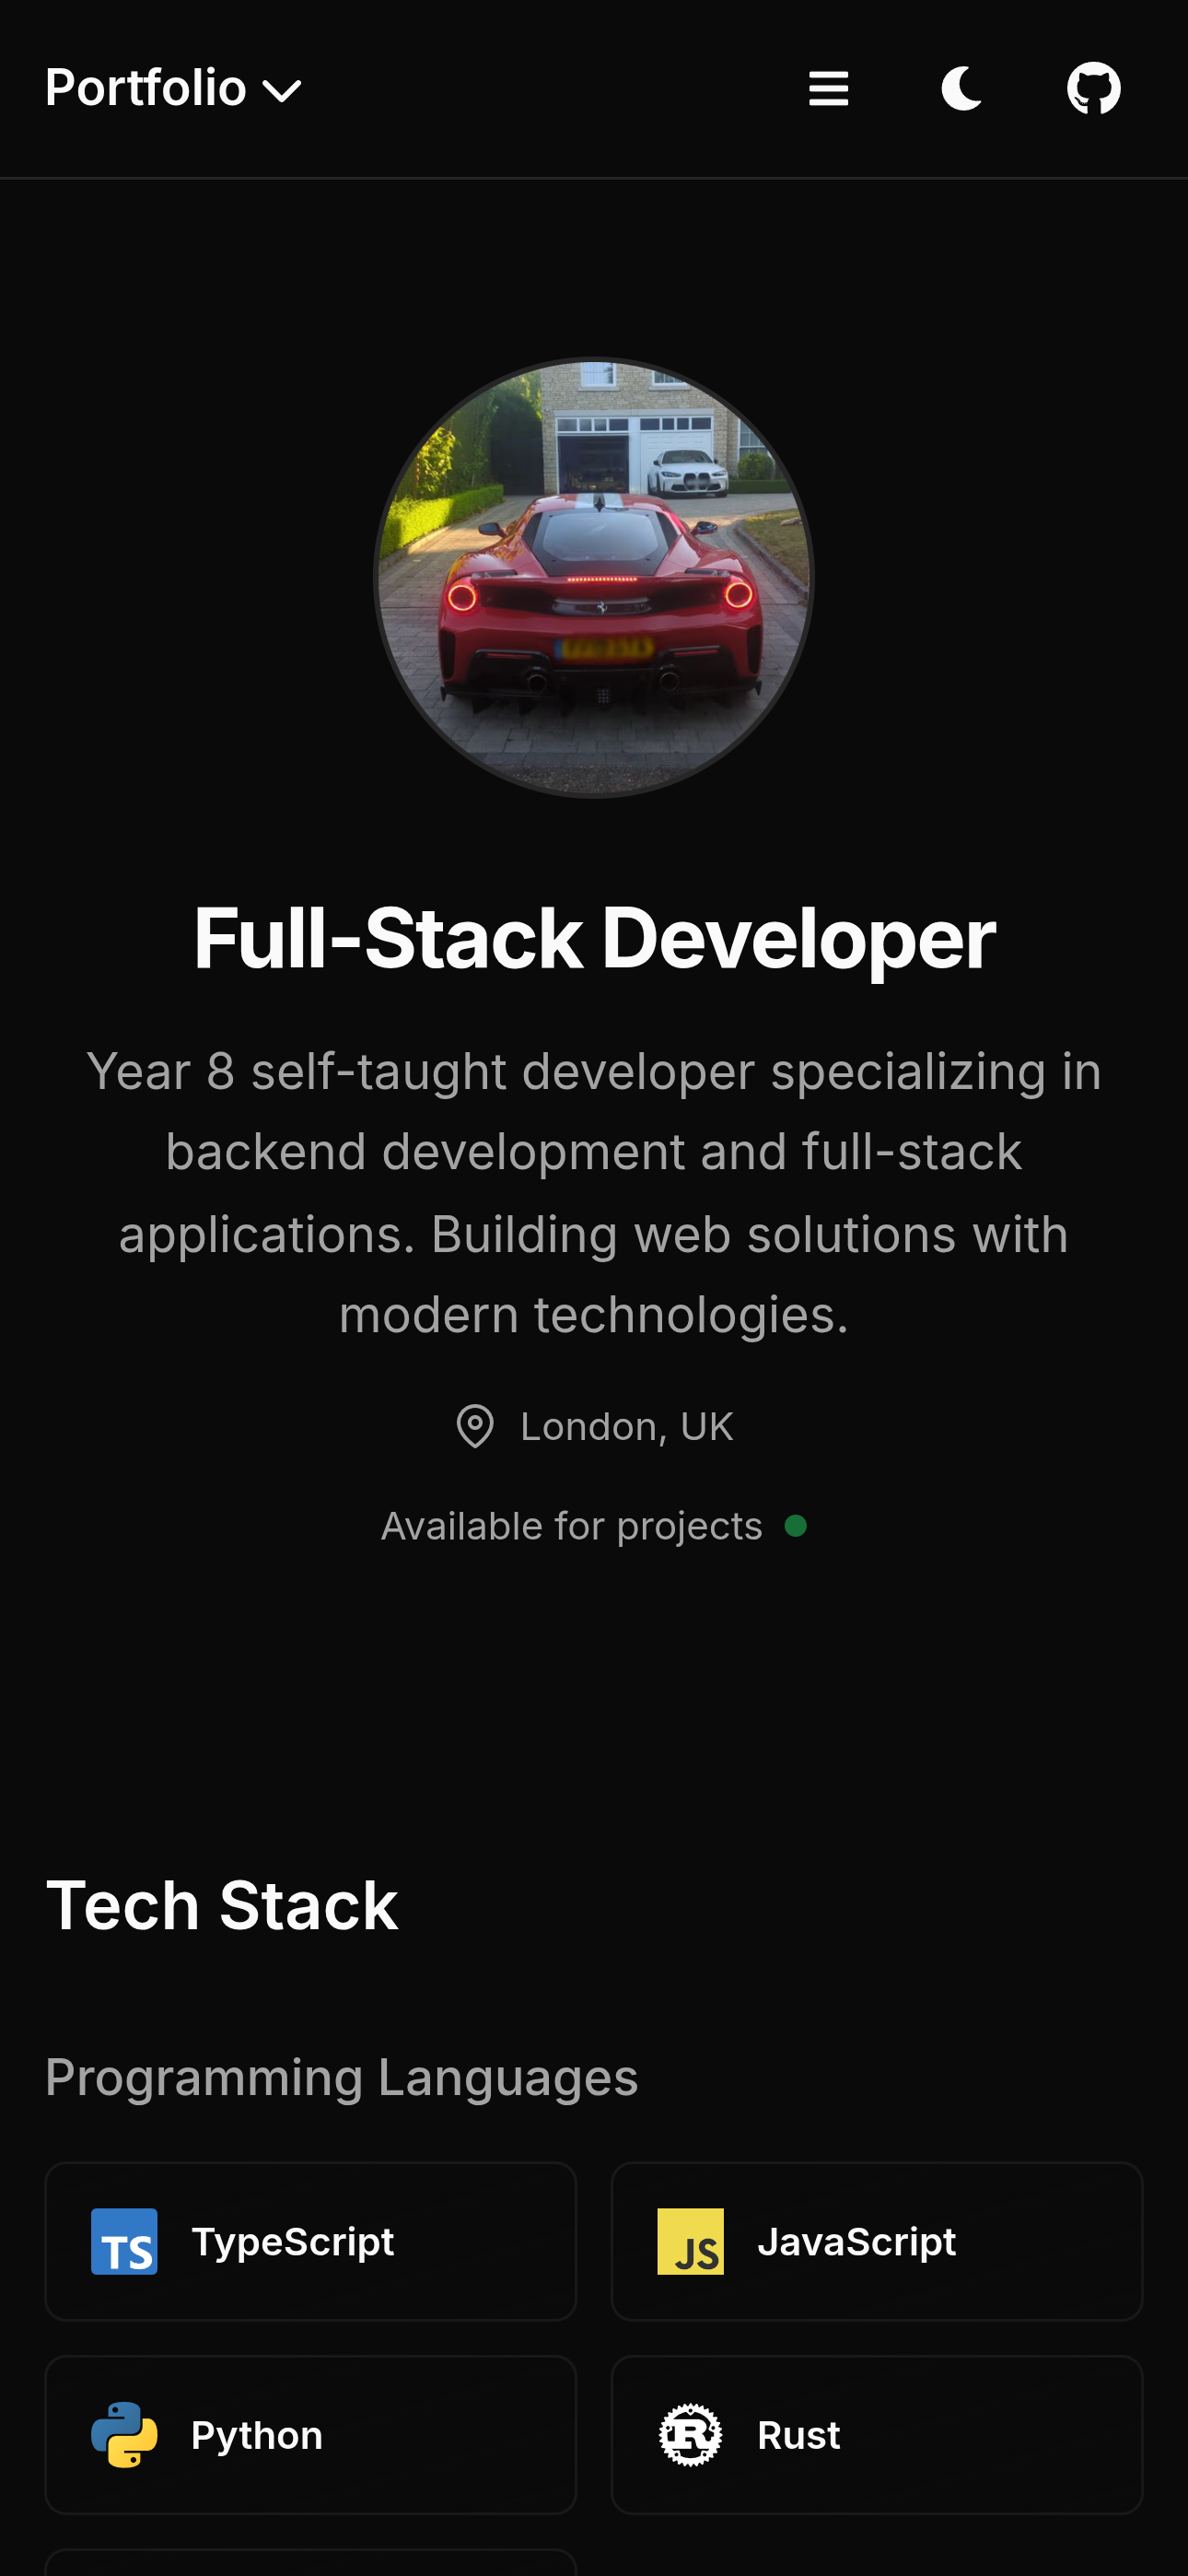 Portfolio
Full-Stack Developer
Year 8 self-taught developer specializing in
backend development and full-stack
applications. Building web solutions with
modern technologies.
London, UK
Available for projects
Tech Stack
Programming Languages
TS TypeScript
JS JavaScript
Python
R Rust